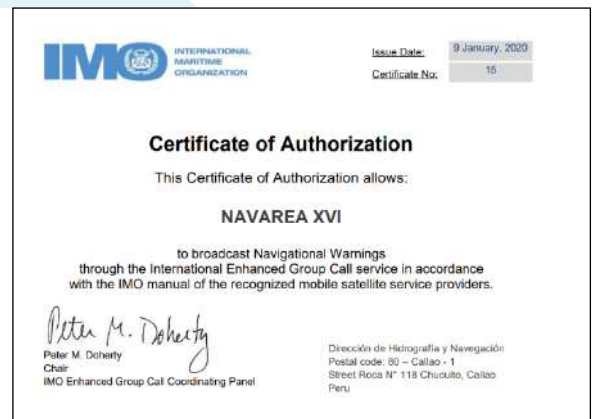 IMO
INTERNATIONAL
MARITIME
ORGANIZATION
Issue Date: 9 January, 2020
Certificate No: 15
Certificate of Authorization
This Certificate of Authorization allows:
NAVAREA XVI
to broadcast Navigational Warnings
through the International Enhanced Group Call service in accordance
with the IMO manual of the recognized mobile satellite service providers.
Peter M. Doherty
Peter M. Doherty
Chair
IMO Enhanced Group Call Coordinating Panel
Dirección de Hidrografía y Navegación
Postal code: 80 – Callao - 1
Street Roca N° 118 Chucuito, Callao
Peru